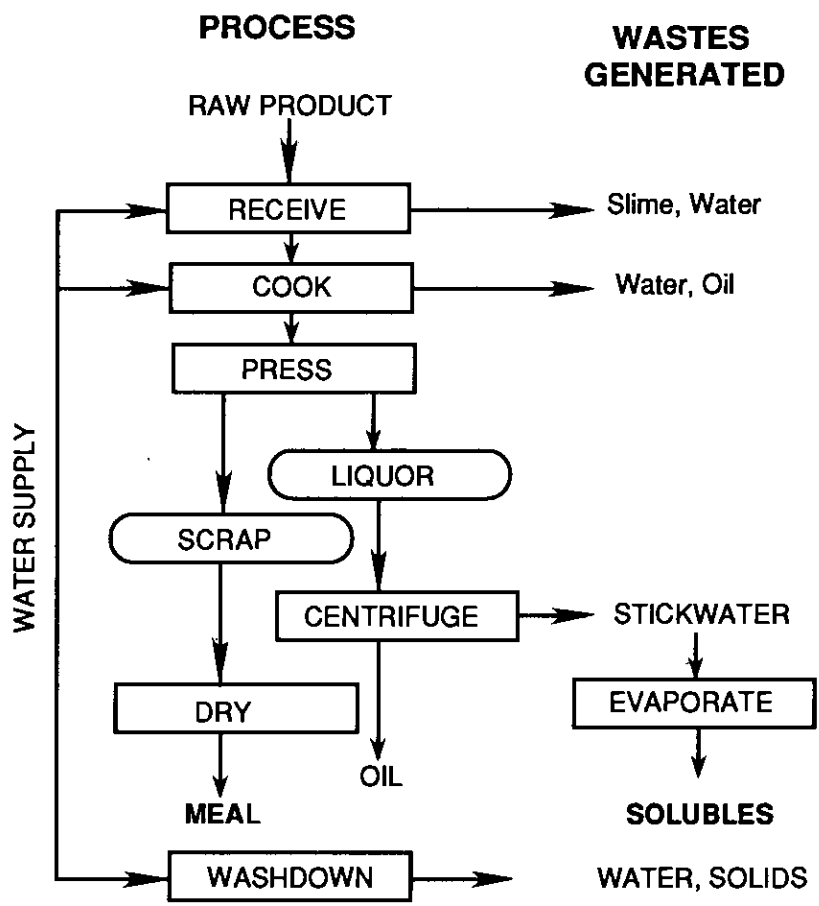 PROCESS
WASTES
GENERATED
RAW PRODUCT
RECEIVE
Slime, Water
COOK
Water, Oil
PRESS
LIQUOR
WATER SUPPLY
SCRAP
CENTRIFUGE
STICKWATER
DRY
EVAPORATE
OIL
MEAL
SOLUBLES
WASHDOWN
WATER, SOLIDS